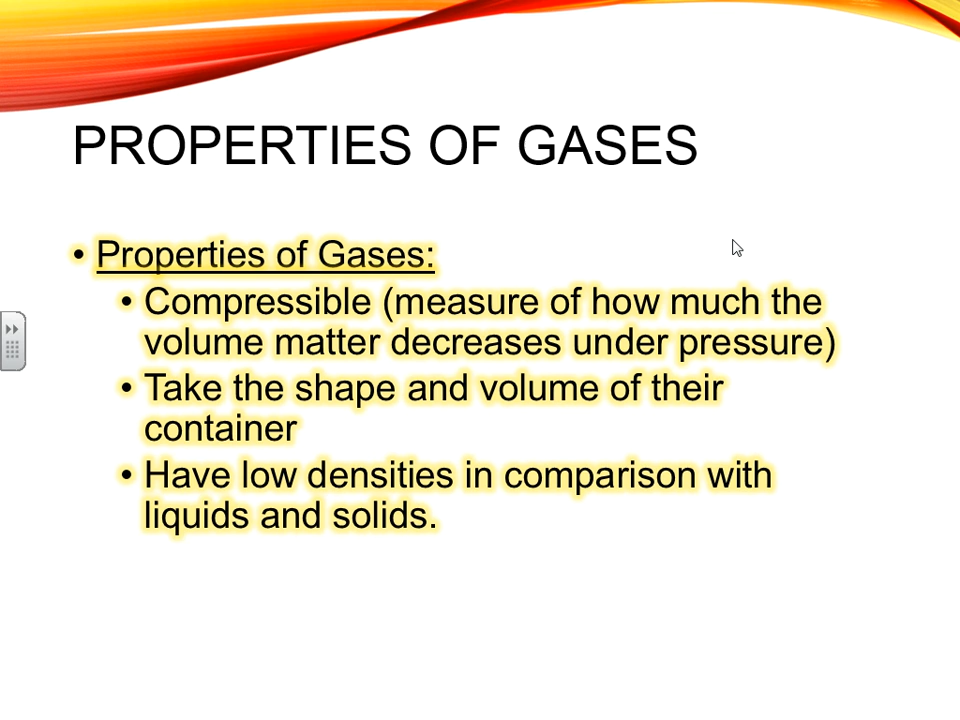 PROPERTIES OF GASES
• Properties of Gases:
• Compressible (measure of how much the
volume matter decreases under pressure)
• Take the shape and volume of their
container
• Have low densities in comparison with
liquids and solids.